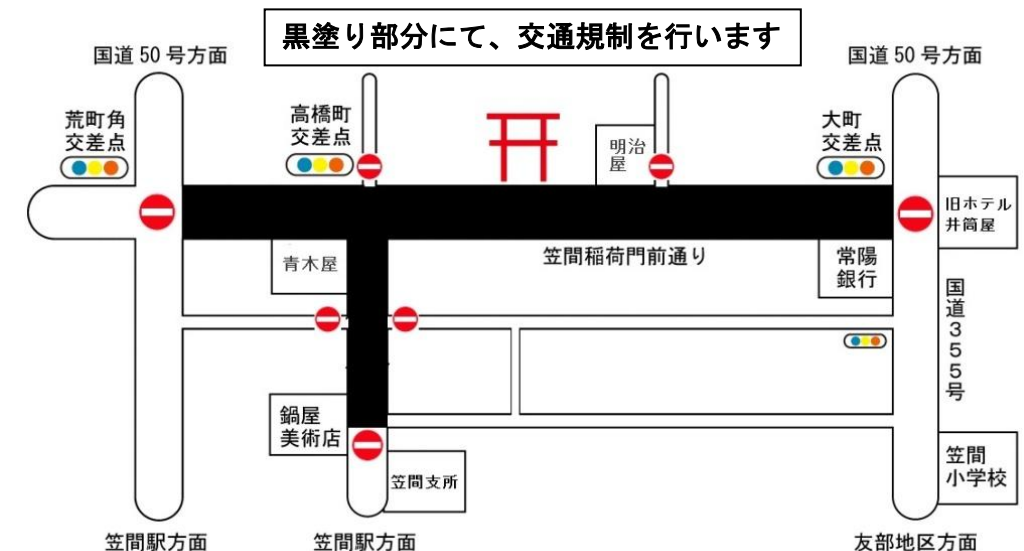 黒塗り部分にて、交通規制を行います
国道50号方面
国道50号方面
荒町角
交差点
高橋町
交差点
明治
屋
大町
交差点
旧ホテル
井筒屋
青木屋
笠間稲荷門前通り
常陽
銀行
国道355号
鍋屋
美術店
笠間支所
笠間
小学校
笠間駅方面
笠間駅方面
友部地区方面